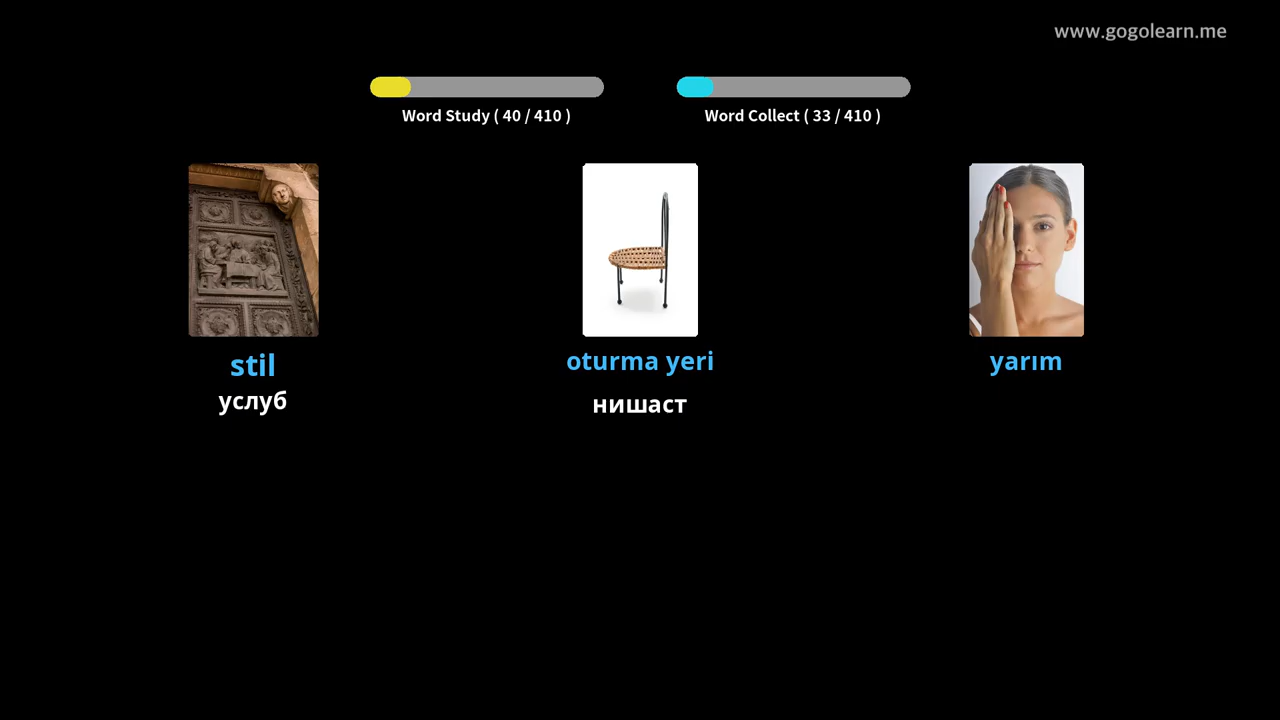 www.gogolearn.me
Word Study ( 40 / 410 )
Word Collect ( 33 / 410 )
stil
услуб
oturma yeri
нишаст
yarım